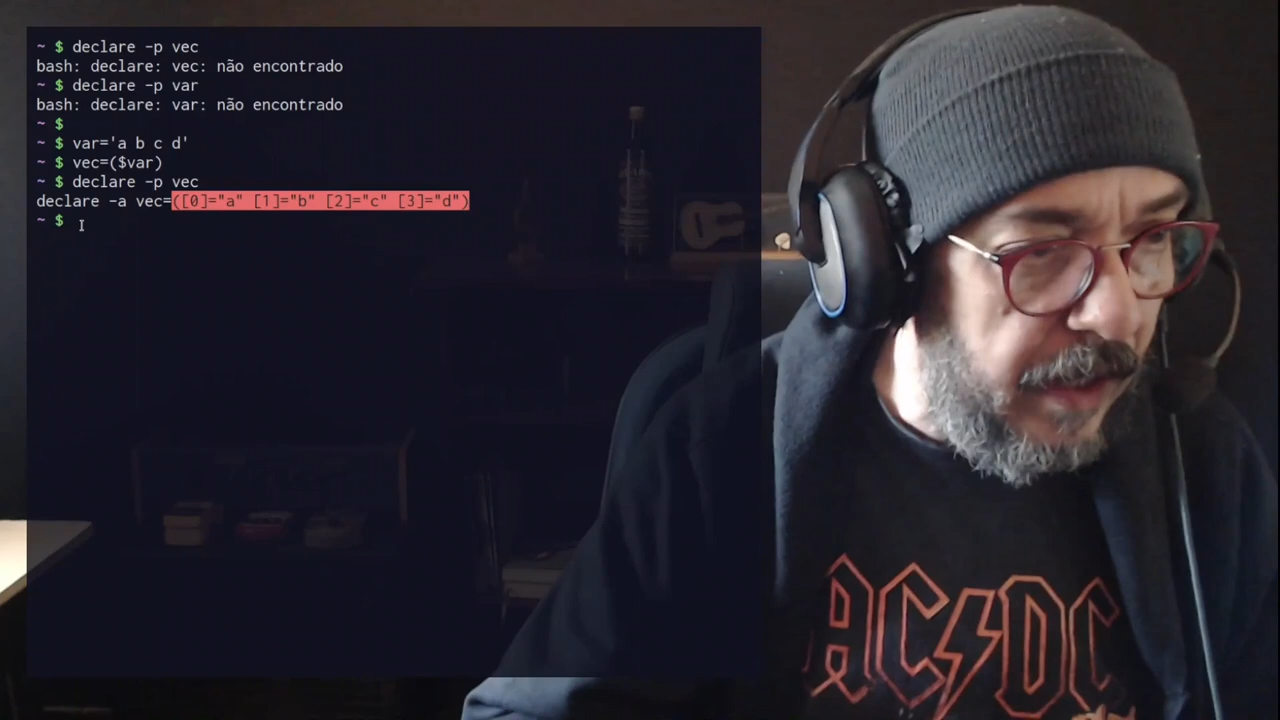 ~ $ declare -p vec
bash: declare: vec: não encontrado
~ $ declare -p var
bash: declare: var: não encontrado
~ $
~ $ var='a b c d'
~ $ vec=($var)
~ $ declare -p vec
declare -a vec=([0]="a" [1]="b" [2]="c" [3]="d")
~ $
AC⚡DC